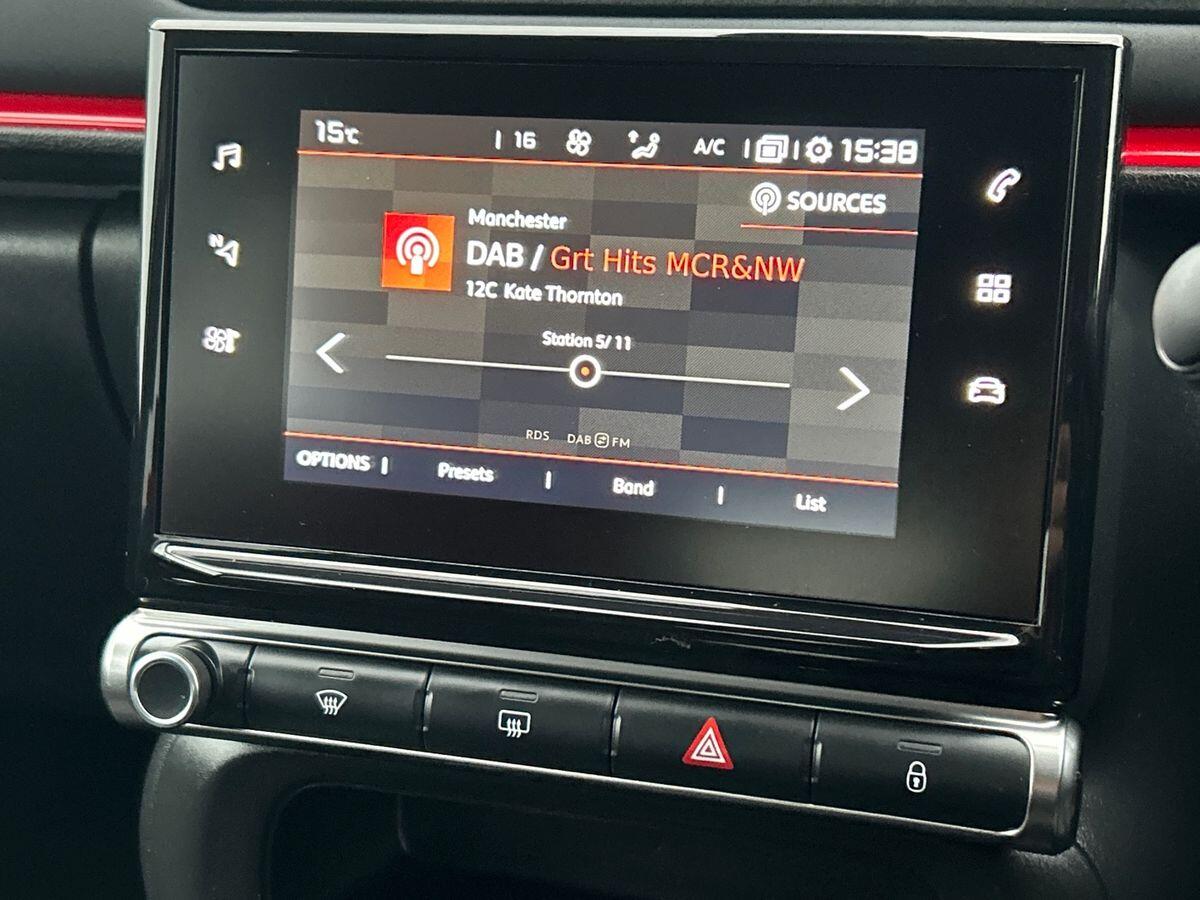 15°C | 16 A/C | | 15:38
SOURCES
Manchester
DAB / Grt Hits MCR&NW
12C Kate Thornton
Station 5/11
RDS DAB FM
OPTIONS | Presets | Band | List
N